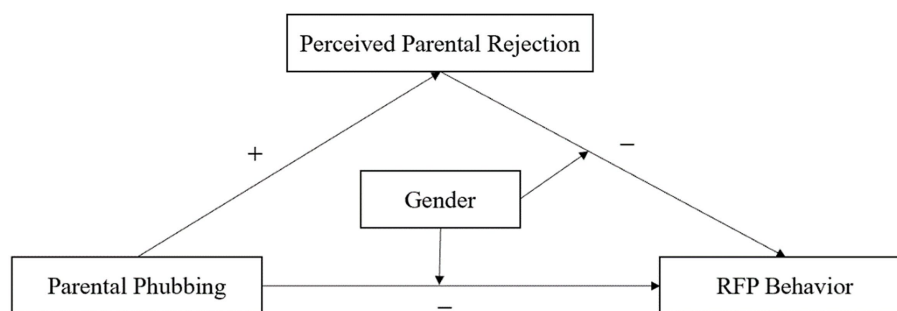 Perceived Parental Rejection
+
−
Gender
Parental Phubbing
−
RFP Behavior